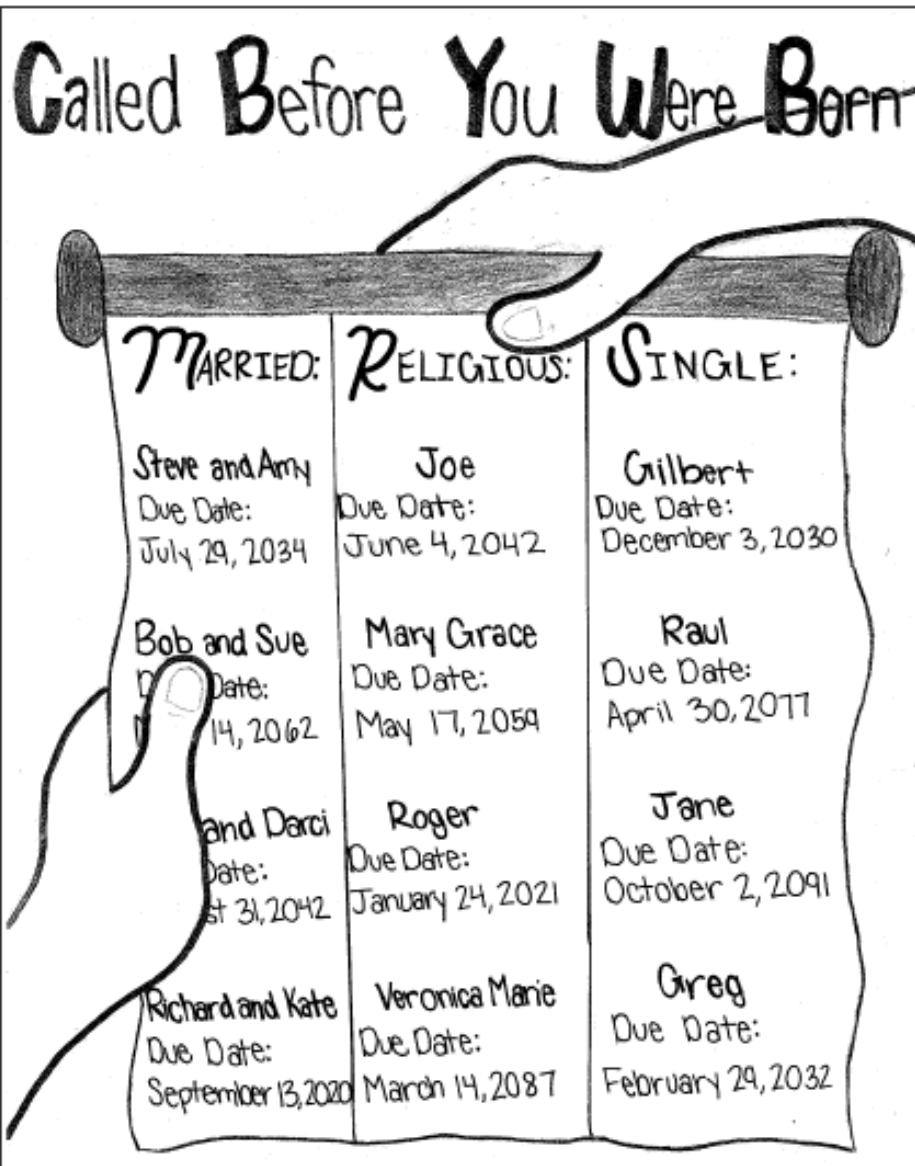 Called Before You Were Born
MARRIED:
Steve and Amy
Due Date:
July 29, 2034
Bob and Sue
Date:
14, 2062
and Darci
Date:
31, 2042
Richard and Kate
Due Date:
September 13, 2020
RELIGIOUS:
Joe
Due Date:
June 4, 2042
Mary Grace
Due Date:
May 17, 2059
Roger
Due Date:
January 24, 2021
Veronica Marie
Due Date:
March 14, 2087
SINGLE:
Gilbert
Due Date:
December 3, 2030
Raul
Due Date:
April 30, 2077
Jane
Due Date:
October 2, 2091
Greg
Due Date:
February 29, 2032